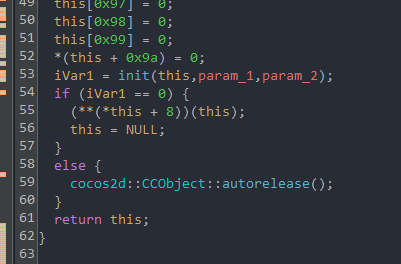 49 this[0x97] = 0;
50 this[0x98] = 0;
51 this[0x99] = 0;
52 *(this + 0x9a) = 0;
53 iVar1 = init(this,param_1,param_2);
54 if (iVar1 == 0) {
55 (**(*this + 8))(this);
56 this = NULL;
57 }
58 else {
59 cocos2d::CCObject::autorelease();
60 }
61 return this;
62 }
63